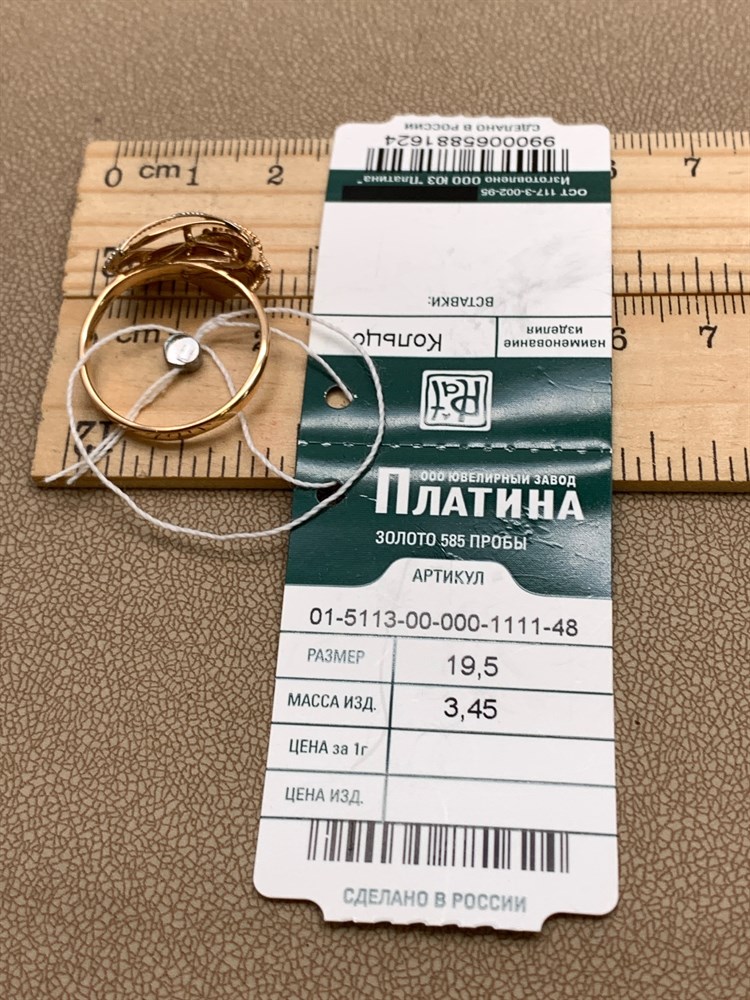 СДЕЛАНО В РОССИИ
9900065881624
Изготовлено ООО ЮЗ "Платина"
ОСТ 117-3-002-95
ВСТАВКИ:
наименование
изделия
Кольцо
Plat
ООО ЮВЕЛИРНЫЙ ЗАВОД
ПЛАТИНА
ЗОЛОТО 585 ПРОБЫ
АРТИКУЛ
01-5113-00-000-1111-48
РАЗМЕР 19,5
МАССА ИЗД. 3,45
ЦЕНА за 1г
ЦЕНА ИЗД.
СДЕЛАНО В РОССИИ
0 cm 1 2 6 7
cm 6 7